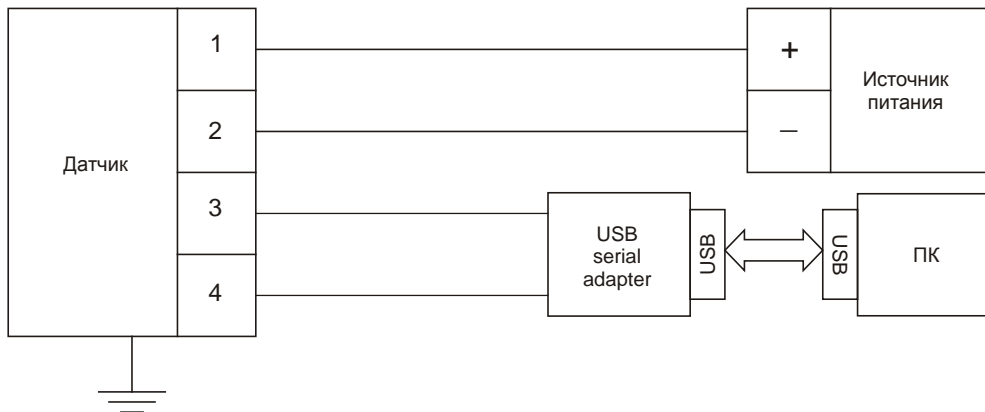 Датчик
1
2
3
4
+
–
Источник
питания
USB
serial
adapter
USB
USB
ПК